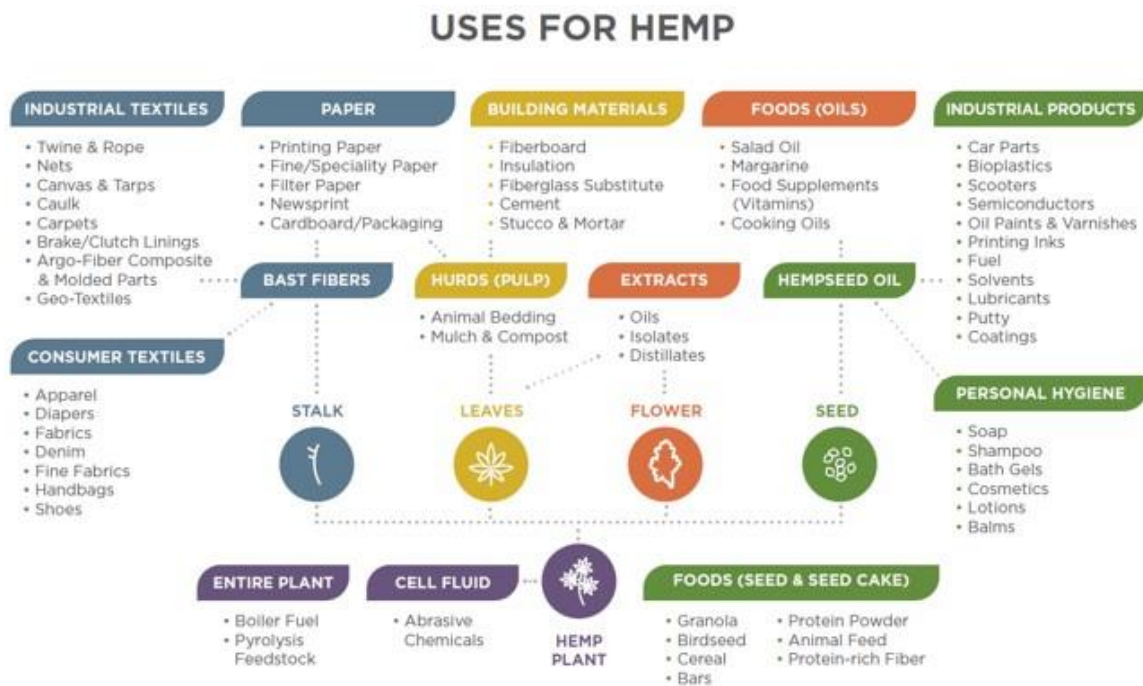 USES FOR HEMP
INDUSTRIAL TEXTILES
• Twine & Rope
• Nets
• Canvas & Tarps
• Caulk
• Carpets
• Brake/Clutch Linings
• Argo-Fiber Composite
& Molded Parts
• Geo-Textiles
PAPER
• Printing Paper
• Fine/Speciality Paper
• Filter Paper
• Newsprint
• Cardboard/Packaging
BUILDING MATERIALS
• Fiberboard
• Insulation
• Fiberglass Substitute
• Cement
• Stucco & Mortar
FOODS (OILS)
• Salad Oil
• Margarine
• Food Supplements
(Vitamins)
• Cooking Oils
INDUSTRIAL PRODUCTS
• Car Parts
• Bioplastics
• Scooters
• Semiconductors
• Oil Paints & Varnishes
• Printing Inks
• Fuel
• Solvents
• Lubricants
• Putty
• Coatings
BAST FIBERS
HURDS (PULP)
• Animal Bedding
• Mulch & Compost
EXTRACTS
• Oils
• Isolates
• Distillates
HEMPSEED OIL
CONSUMER TEXTILES
• Apparel
• Diapers
• Fabrics
• Denim
• Fine Fabrics
• Handbags
• Shoes
PERSONAL HYGIENE
• Soap
• Shampoo
• Bath Gels
• Cosmetics
• Lotions
• Balms
STALK
LEAVES
FLOWER
SEED
ENTIRE PLANT
• Boiler Fuel
• Pyrolysis
Feedstock
CELL FLUID
• Abrasive
Chemicals
HEMP
PLANT
FOODS (SEED & SEED CAKE)
• Granola
• Birdseed
• Cereal
• Bars
• Protein Powder
• Animal Feed
• Protein-rich Fiber